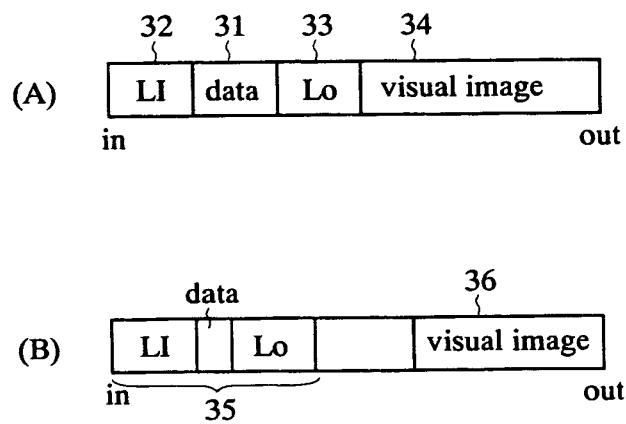 32 31 33 34
(A) LI data Lo visual image
in out
data 36
(B) LI Lo visual image
in 35 out